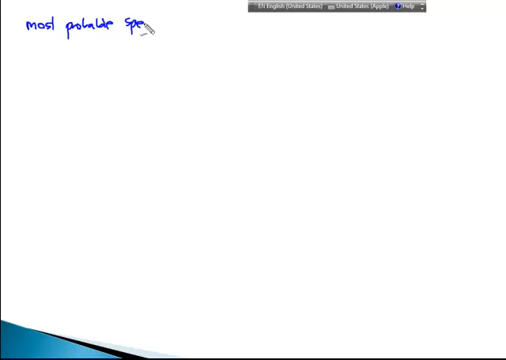 EN English (United States) United States (Apple) Help
most probable spe